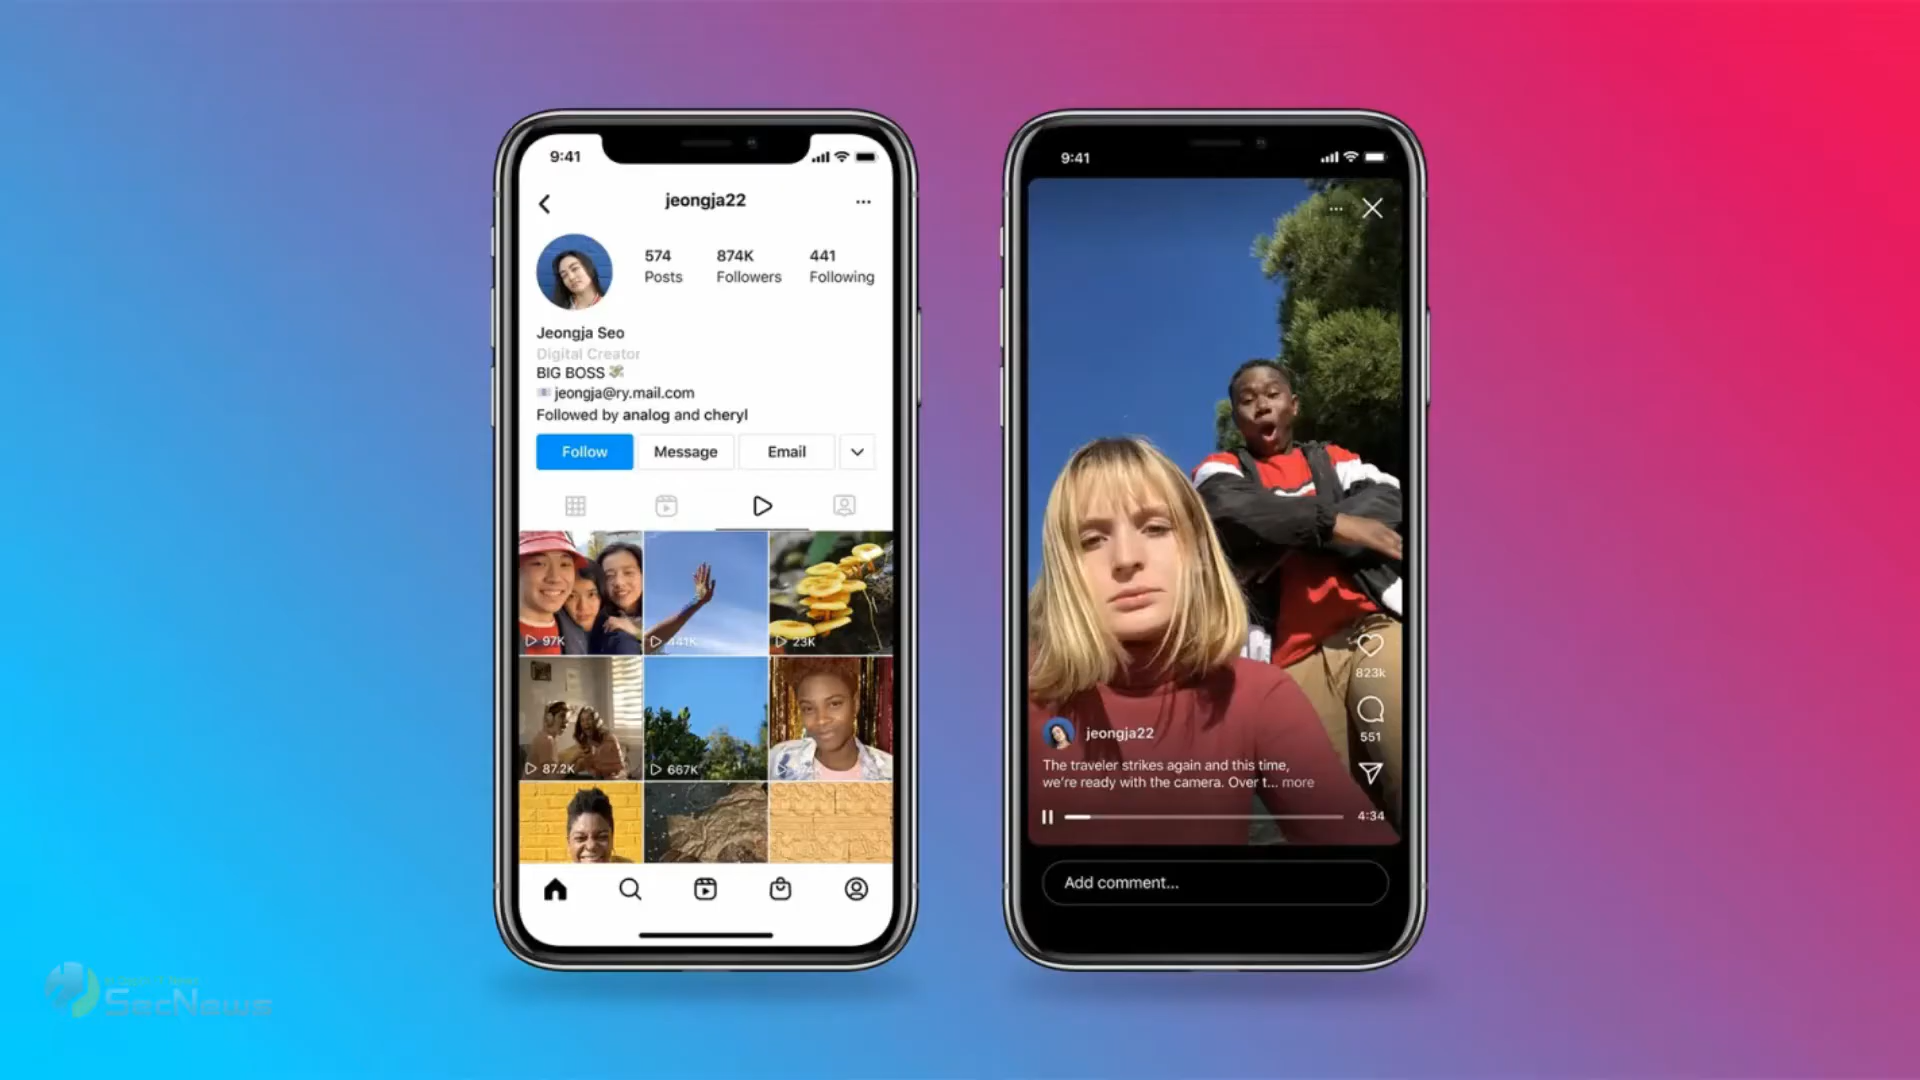 9:41
jeongja22
574 874K 441
Posts Followers Following
Jeongja Seo
Digital Creator
BIG BOSS
jeongja@ry.mail.com
Followed by analog and cheryl
Follow Message Email
97K 441K 23K
87.2K 667K
9:41
823k
551
jeongja22
The traveler strikes again and this time,
we're ready with the camera. Over t... more
4:34
Add comment...
SecNews